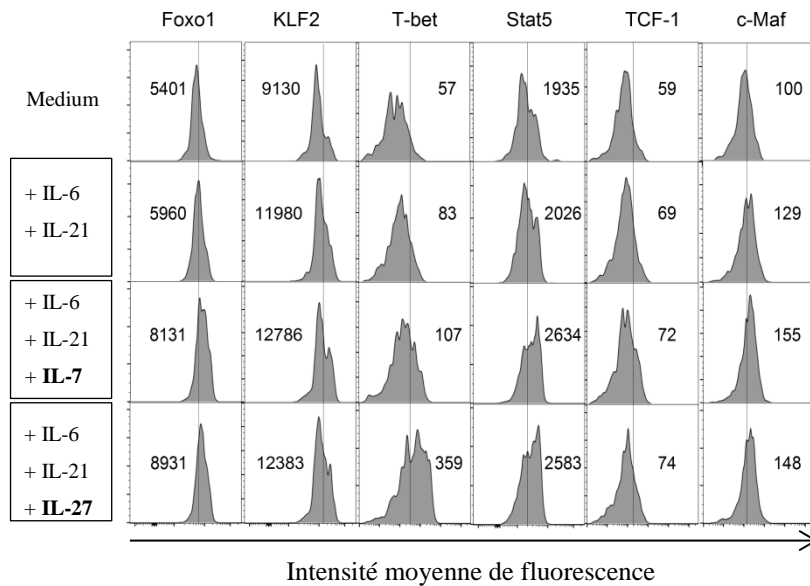 Foxo1 KLF2 T-bet Stat5 TCF-1 c-Maf
Medium 5401 9130 57 1935 59 100
+ IL-6
+ IL-21
5960 11980 83 2026 69 129
+ IL-6
+ IL-21
+ IL-7
8131 12786 107 2634 72 155
+ IL-6
+ IL-21
+ IL-27
8931 12383 359 2583 74 148
Intensité moyenne de fluorescence